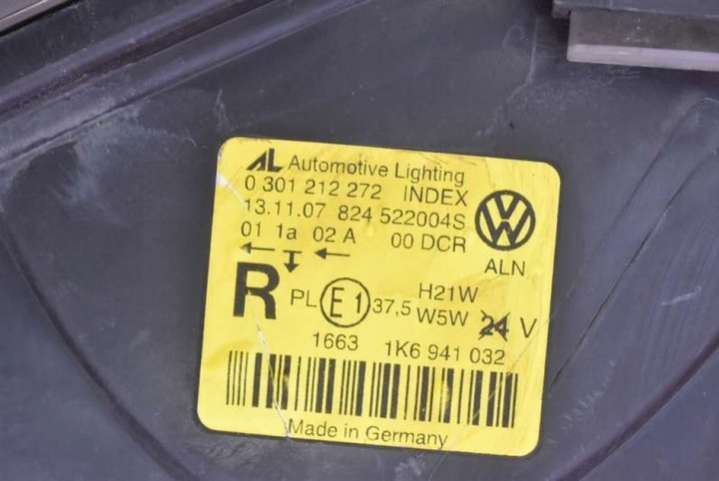 AL Automotive Lighting
0 301 212 272 INDEX
13.11.07 824 522004S
01 1a 02 A 00 DCR
ALN
R PL E1 37,5 H21W
W5W 24 V
1663 1K6 941 032
Made in Germany